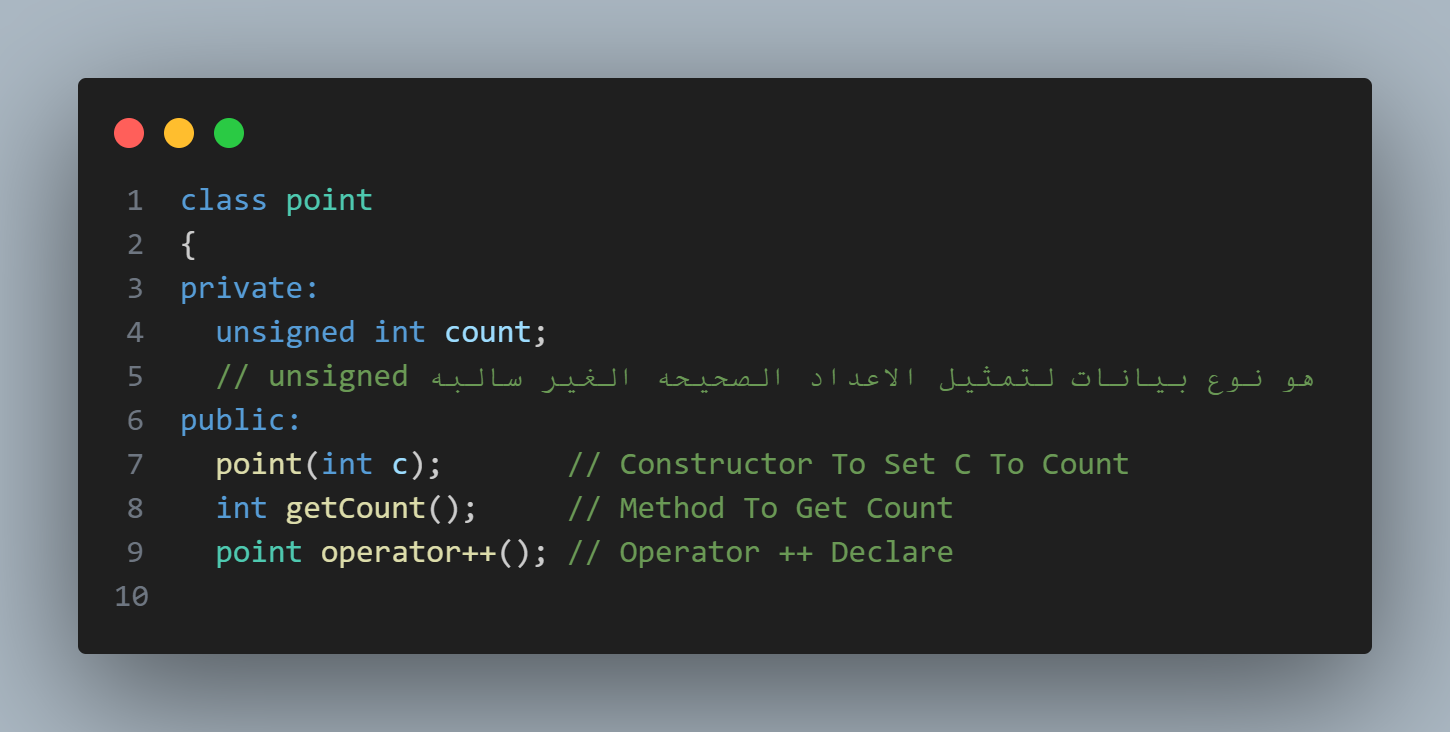 1 class point
2 {
3 private:
4   unsigned int count;
5   // unsigned هو نوع بيانات لتمثيل الاعداد الصحيحه الغير سالبه
6 public:
7   point(int c);       // Constructor To Set C To Count
8   int getCount();     // Method To Get Count
9   point operator++(); // Operator ++ Declare
10